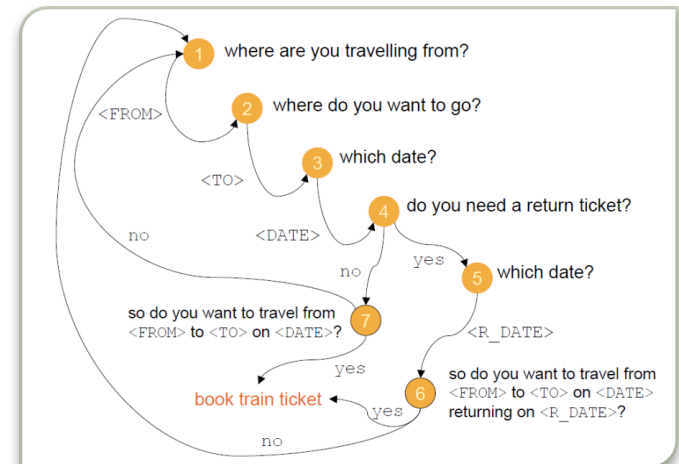 1
where are you travelling from?
<FROM>
2
where do you want to go?
<TO>
3
which date?
<DATE>
4
do you need a return ticket?
no
no
yes
5
which date?
so do you want to travel from
<FROM> to <TO> on <DATE>?
7
<R_DATE>
yes
so do you want to travel from
<FROM> to <TO> on <DATE>
returning on <R_DATE>?
6
book train ticket
yes
no